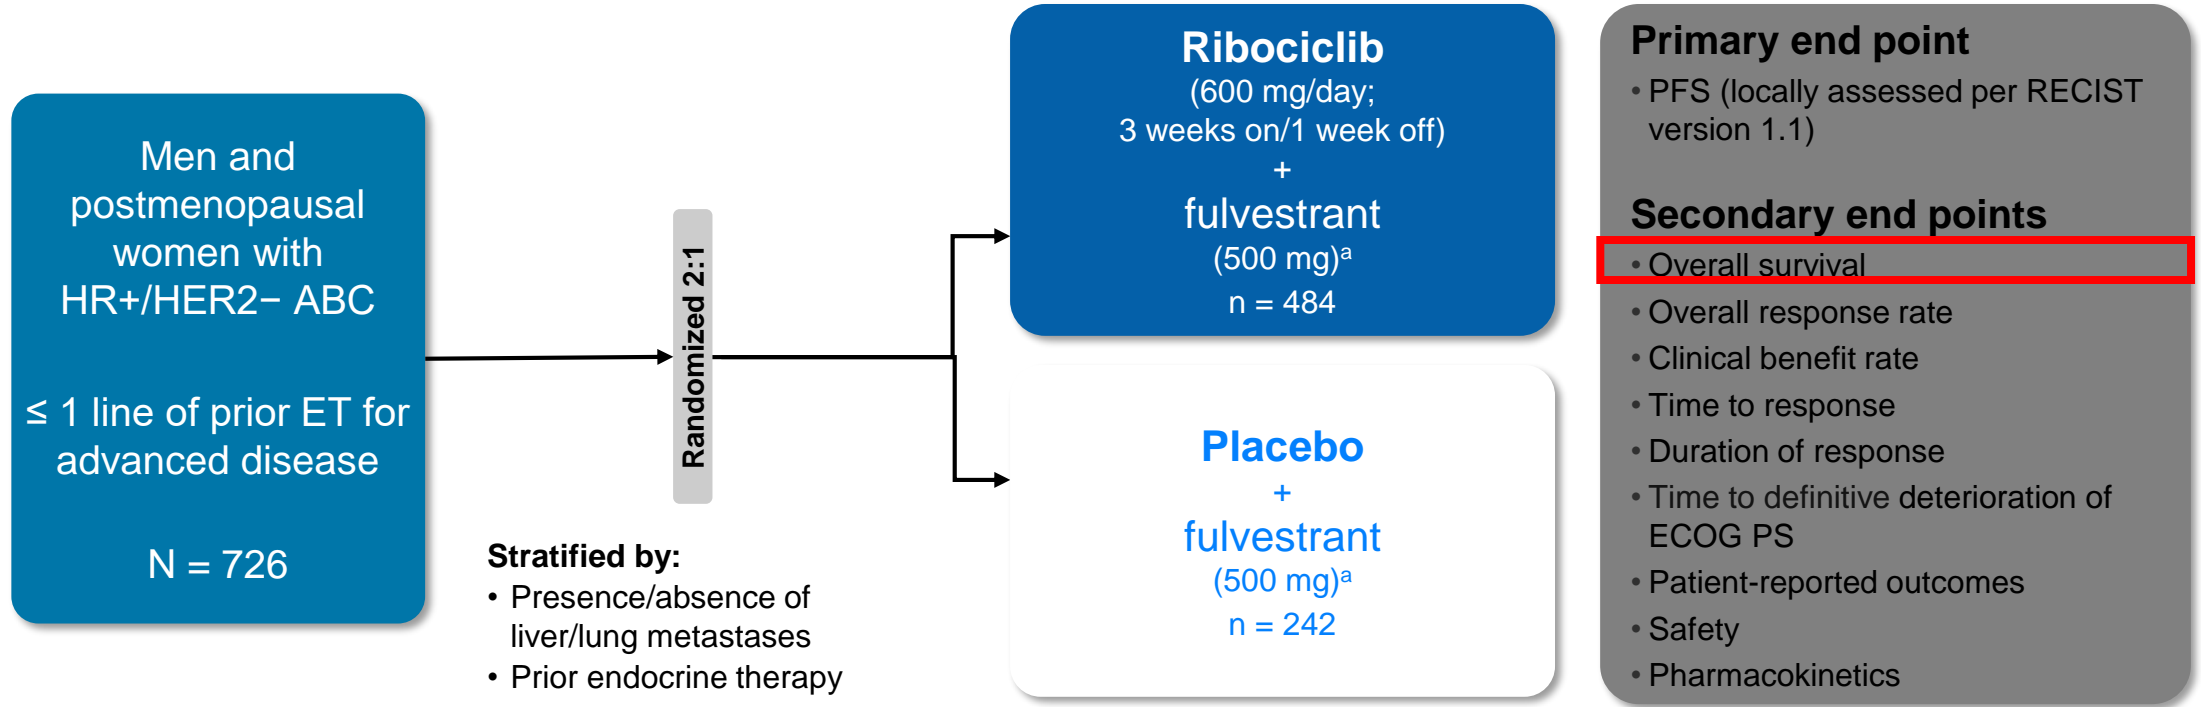 Men and
postmenopausal
women with
HR+/HER2− ABC
≤ 1 line of prior ET for
advanced disease
N = 726
Randomized 2:1
Stratified by:
• Presence/absence of
liver/lung metastases
• Prior endocrine therapy
Ribociclib
(600 mg/day;
3 weeks on/1 week off)
+
fulvestrant
(500 mg)ᵃ
n = 484
Placebo
+
fulvestrant
(500 mg)ᵃ
n = 242
Primary end point
• PFS (locally assessed per RECIST
version 1.1)
Secondary end points
• Overall survival
• Overall response rate
• Clinical benefit rate
• Time to response
• Duration of response
• Time to definitive deterioration of
ECOG PS
• Patient-reported outcomes
• Safety
• Pharmacokinetics